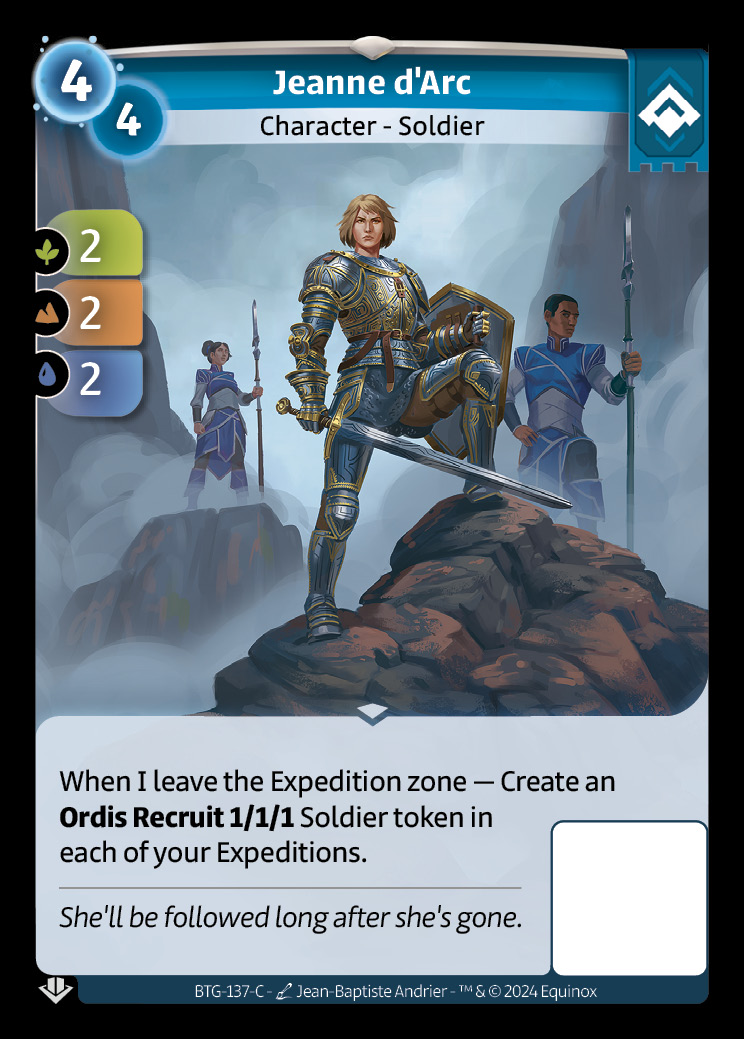 4
Jeanne d'Arc
4
Character - Soldier
2
2
2
When I leave the Expedition zone — Create an
Ordis Recruit 1/1/1 Soldier token in
each of your Expeditions.
She'll be followed long after she's gone.
BTG-137-C - Jean-Baptiste Andrier - ™ & © 2024 Equinox